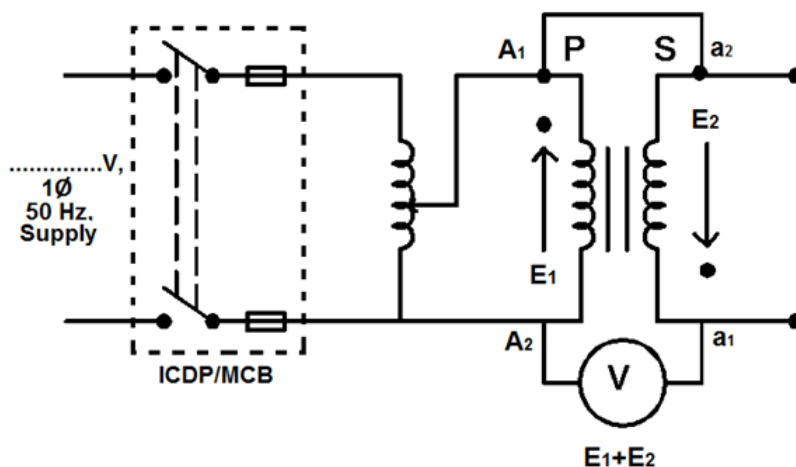 A1 P S a2
E2
..............V,
1Ø
50 Hz.
Supply
E1
A2 a1
ICDP/MCB
V
E1+E2